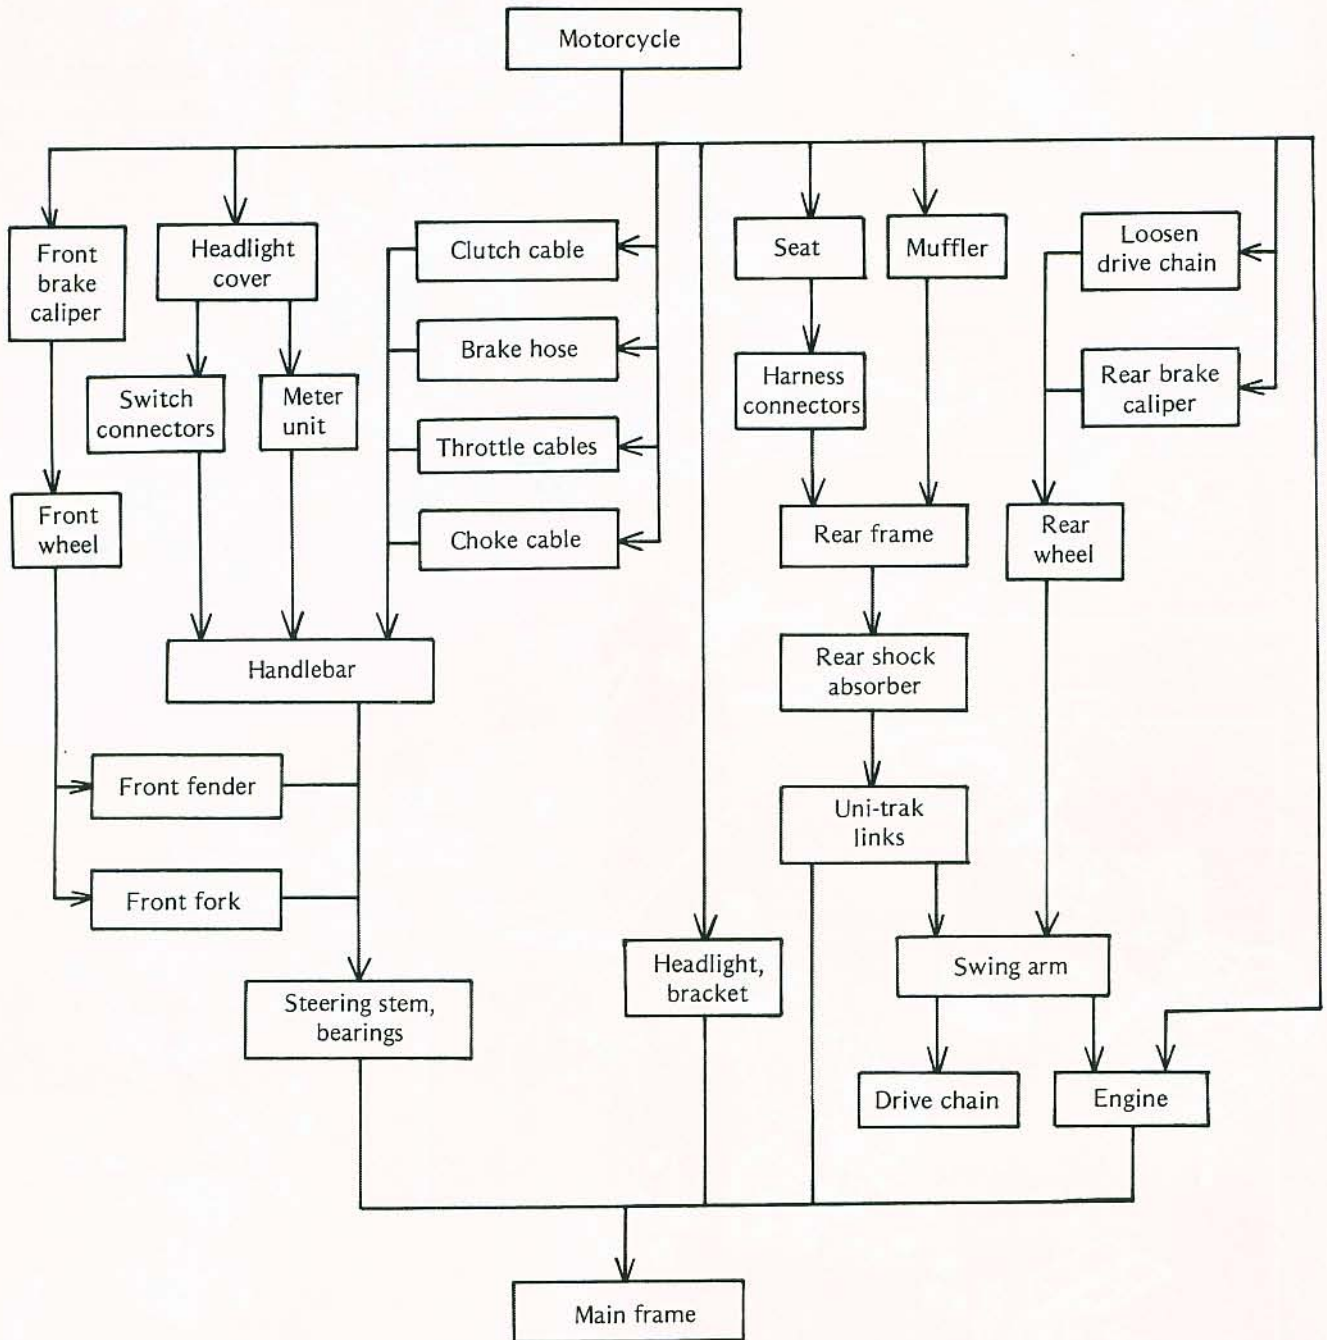 Motorcycle
Front
brake
caliper
Headlight
cover
Clutch cable
Seat
Muffler
Loosen
drive chain
Brake hose
Switch
connectors
Meter
unit
Harness
connectors
Rear brake
caliper
Throttle cables
Front
wheel
Choke cable
Rear frame
Rear
wheel
Handlebar
Rear shock
absorber
Front fender
Uni-trak
links
Front fork
Steering stem,
bearings
Headlight,
bracket
Swing arm
Drive chain
Engine
Main frame